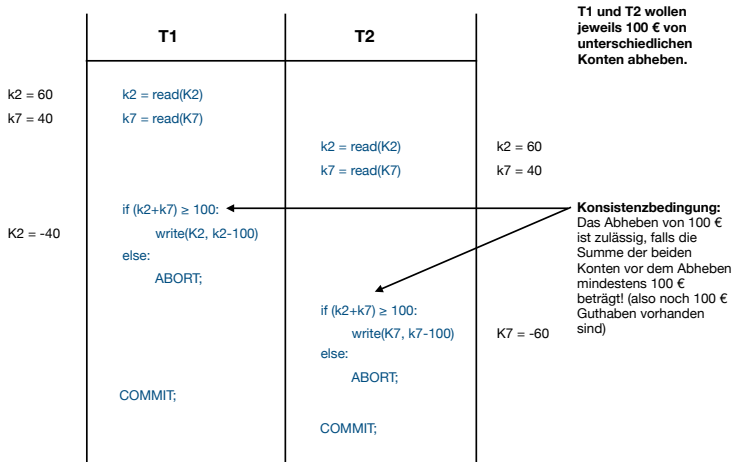 T1 und T2 wollen
jeweils 100 € von
unterschiedlichen
Konten abheben.
T1
T2
k2 = 60
k2 = read(K2)
k7 = 40
k7 = read(K7)
k2 = read(K2)
k2 = 60
k7 = read(K7)
k7 = 40
if (k2+k7) ≥ 100:
K2 = -40
write(K2, k2-100)
else:
ABORT;
Konsistenzbedingung:
Das Abheben von 100 €
ist zulässig, falls die
Summe der beiden
Konten vor dem Abheben
mindestens 100 €
beträgt! (also noch 100 €
Guthaben vorhanden
sind)
if (k2+k7) ≥ 100:
write(K7, k7-100)
K7 = -60
else:
ABORT;
COMMIT;
COMMIT;